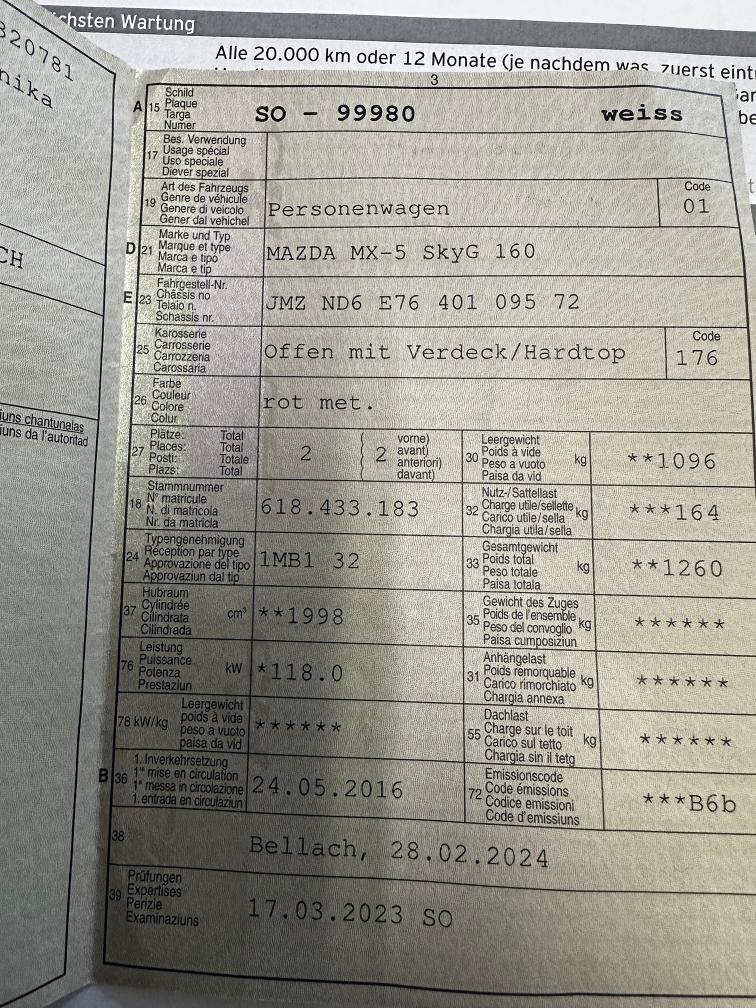 chsten Wartung
Alle 20.000 km oder 12 Monate (je nachdem was zuerst eint
320781
nika
CH
iuns chantunalas
iuns da l'autoritad
3
A 15 Schild
Plaque
Targa
Numer
SO - 99980 weiss
17 Bes. Verwendung
Usage spécial
Uso speciale
Diever spezial
19 Art des Fahrzeugs
Genre de véhicule
Genere di veicolo
Gener dal vehichel
Personenwagen
Code
01
D 21 Marke und Typ
Marque et type
Marca e tipo
Marca e tip
MAZDA MX-5 SkyG 160
E 23 Fahrgestell-Nr.
Châssis no
Telaio n.
Schassis nr.
JMZ ND6 E76 401 095 72
25 Karosserie
Carrosserie
Carrozzeria
Carossaria
Offen mit Verdeck/Hardtop
Code
176
26 Farbe
Couleur
Colore
Colur
rot met.
27 Plätze: Total
Places: Total
Posti: Totale
Plazs: Total
2
( 2 vorne)
avant)
anteriori)
davant)
30 Leergewicht
Poids à vide
Peso a vuoto
Paisa da vid
kg
**1096
18 Stammnummer
N° matricule
N. di matricola
Nr. da matricla
618.433.183
32 Nutz-/Sattellast
Charge utile/sellette
Carico utile/sella
Chargia utila/sella
kg
***164
24 Typengenehmigung
Réception par type
Approvazione del tipo
Approvaziun dal tip
1MB1 32
33 Gesamtgewicht
Poids total
Peso totale
Paisa totala
kg
**1260
37 Hubraum
Cylindrée
Cilindrata
Cilindrada
cm³
**1998
35 Gewicht des Zuges
Poids de l'ensemble
Peso del convoglio
Paisa cumposiziun
kg
******
76 Leistung
Puissance
Potenza
Prestaziun
kW
*118.0
31 Anhängelast
Poids remorquable
Carico rimorchiato
Chargia annexa
kg
******
78 kW/kg Leergewicht
poids à vide
peso a vuoto
paisa da vid
******
55 Dachlast
Charge sur le toit
Carico sul tetto
Chargia sin il tetg
kg
******
B 36 1. Inverkehrsetzung
1re mise en circulation
1a messa in circolazione
1. entrada en circulaziun
24.05.2016
72 Emissionscode
Code émissions
Codice emissioni
Code d'emissiuns
***B6b
38
Bellach, 28.02.2024
39 Prüfungen
Expertises
Perizie
Examinaziuns
17.03.2023 SO